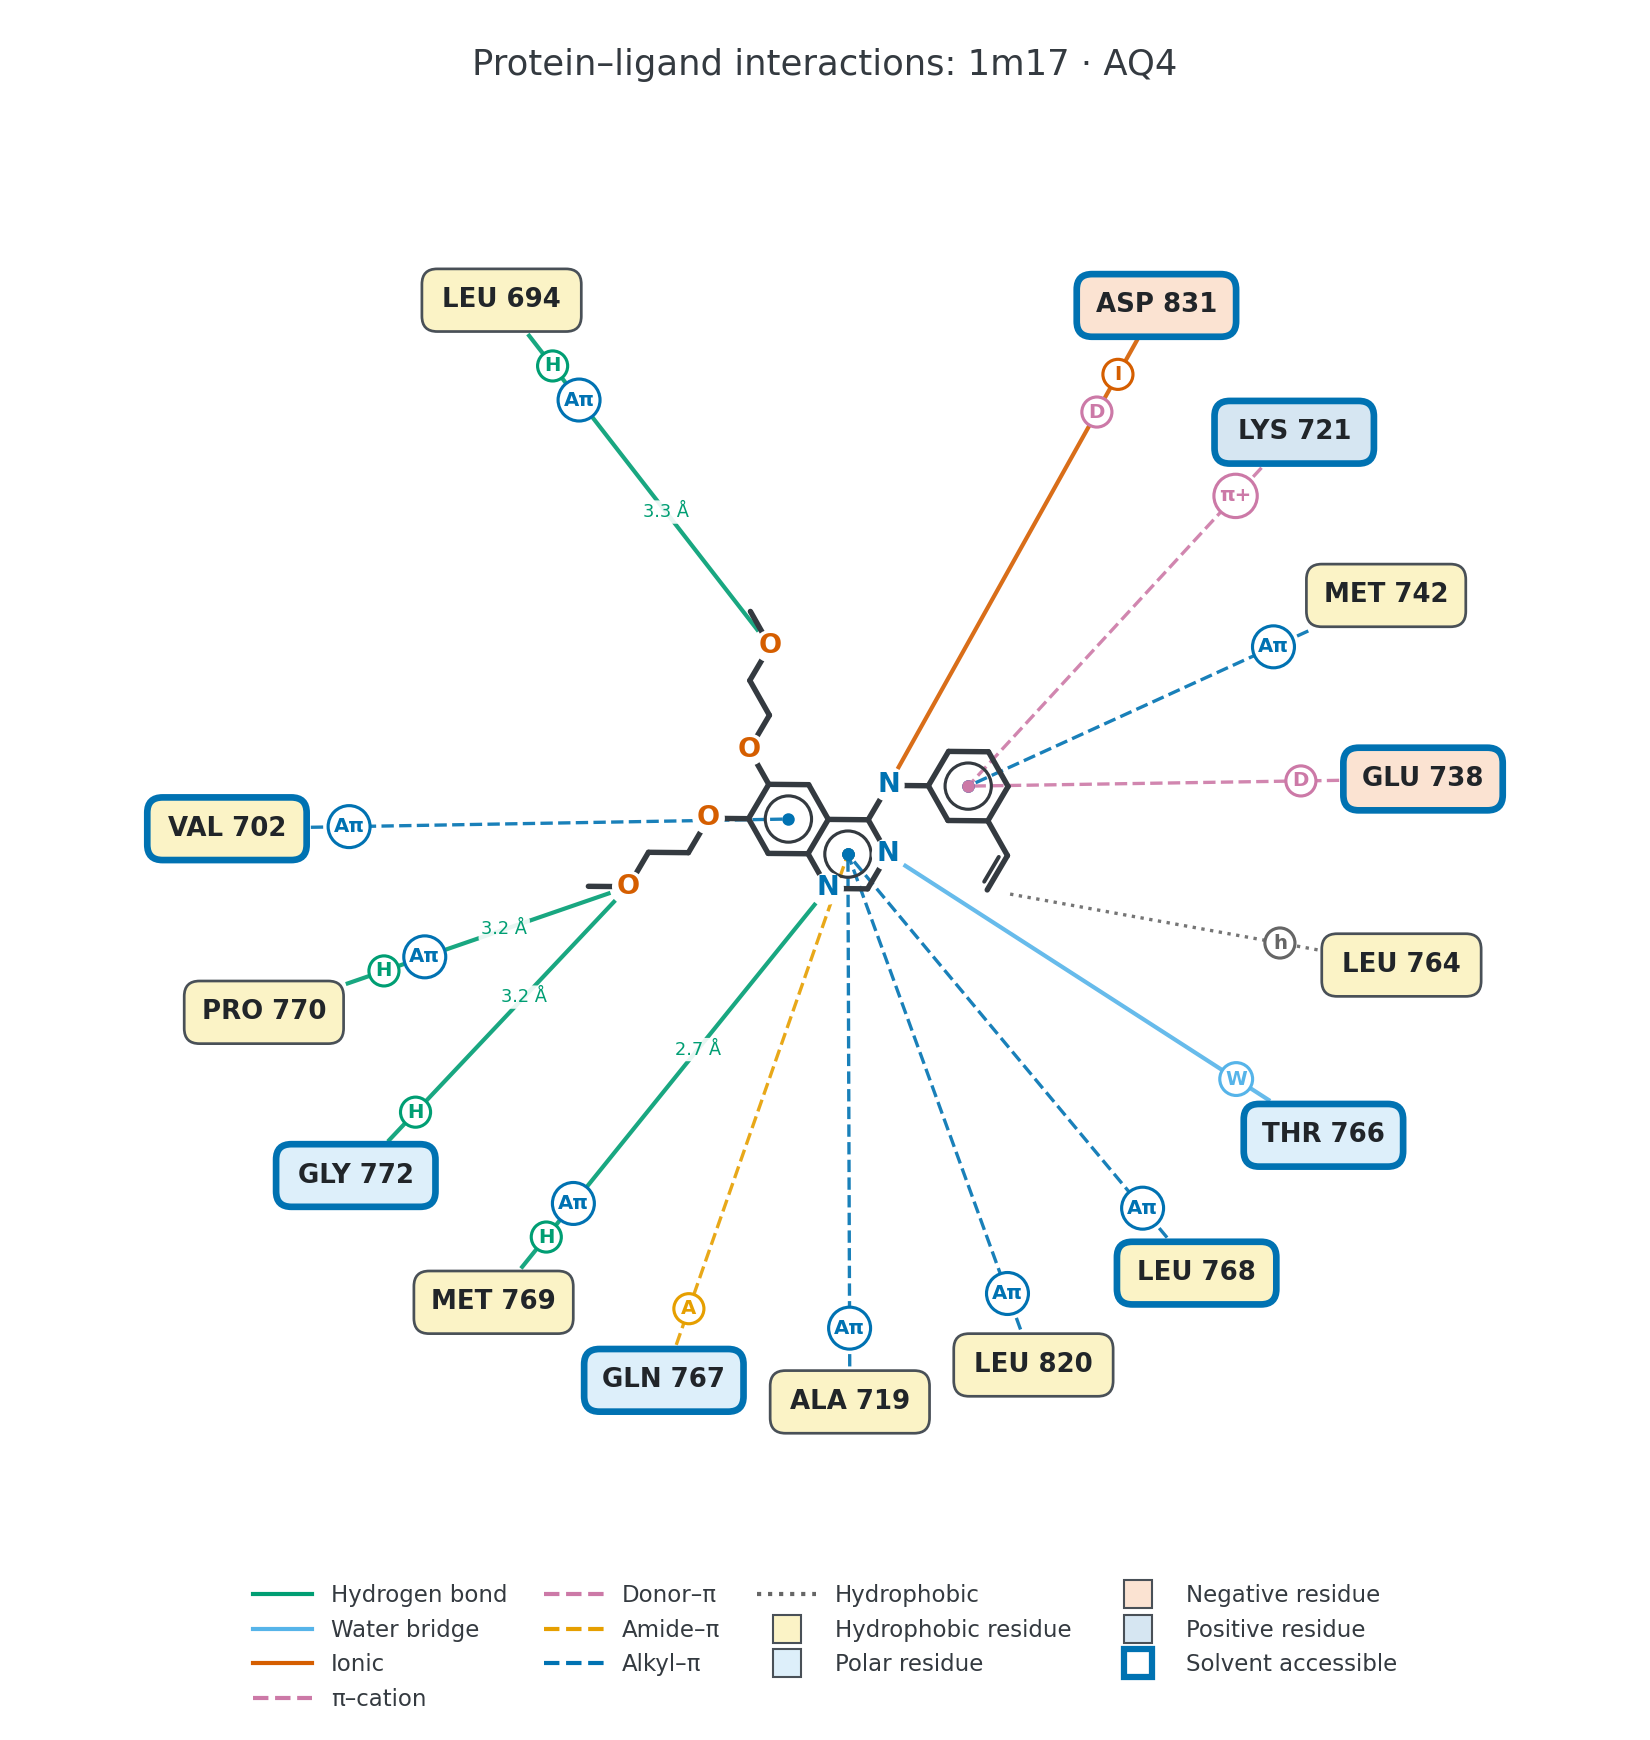 Protein–ligand interactions: 1m17 · AQ4
LEU 694
ASP 831
H
I
Aπ
D
LYS 721
π+
3.3 Å
MET 742
O
Aπ
O
N
D
GLU 738
VAL 702
Aπ
O
N
O
N
3.2 Å
h
LEU 764
H
Aπ
PRO 770
3.2 Å
2.7 Å
W
H
THR 766
GLY 772
Aπ
Aπ
H
LEU 768
MET 769
Aπ
A
Aπ
GLN 767
LEU 820
ALA 719
Hydrogen bond
Water bridge
Ionic
π–cation
Donor–π
Amide–π
Alkyl–π
Hydrophobic
Hydrophobic residue
Polar residue
Negative residue
Positive residue
Solvent accessible